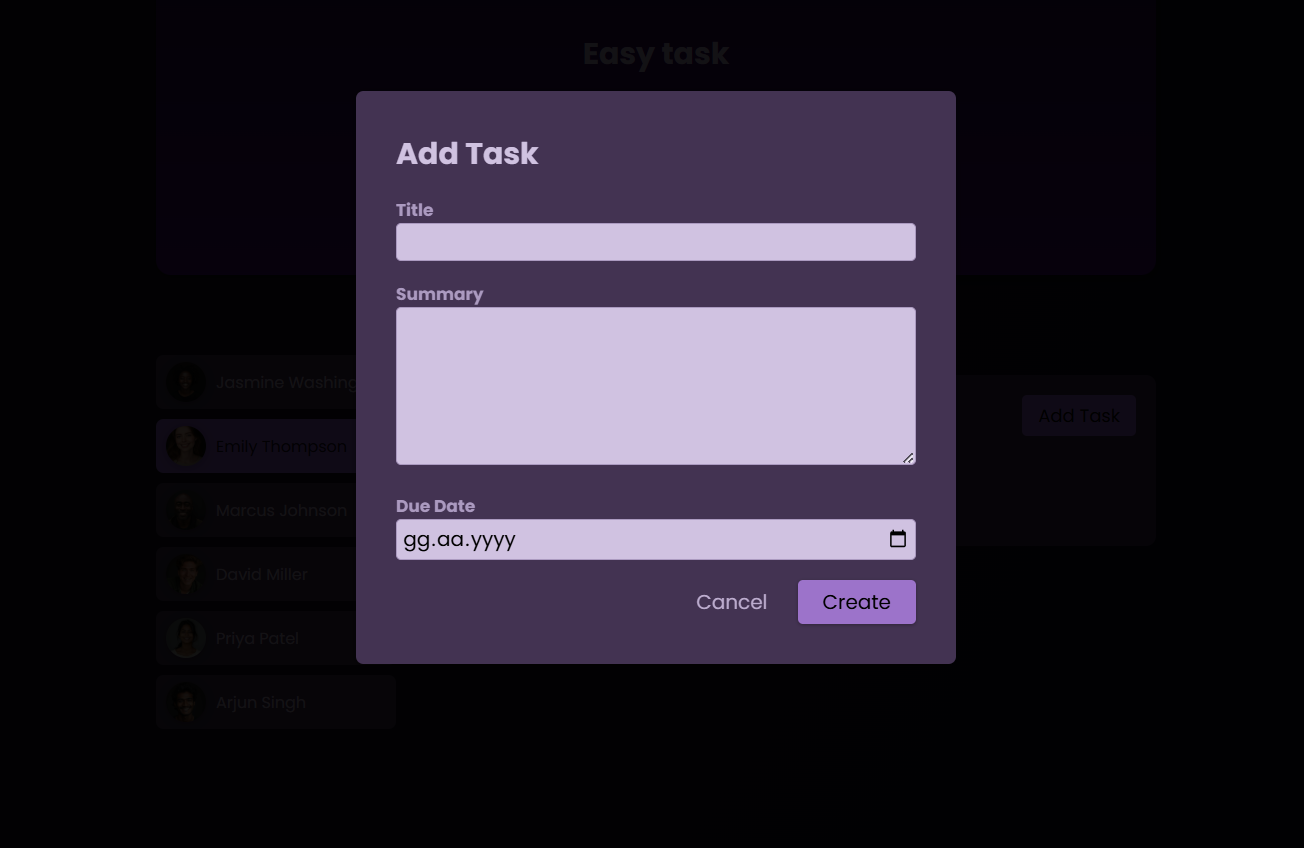 Easy task
Add Task
Title
Summary
Due Date
gg.aa.yyyy
Cancel
Create
Jasmine Washing
Emily Thompson
Marcus Johnson
David Miller
Priya Patel
Arjun Singh
Add Task